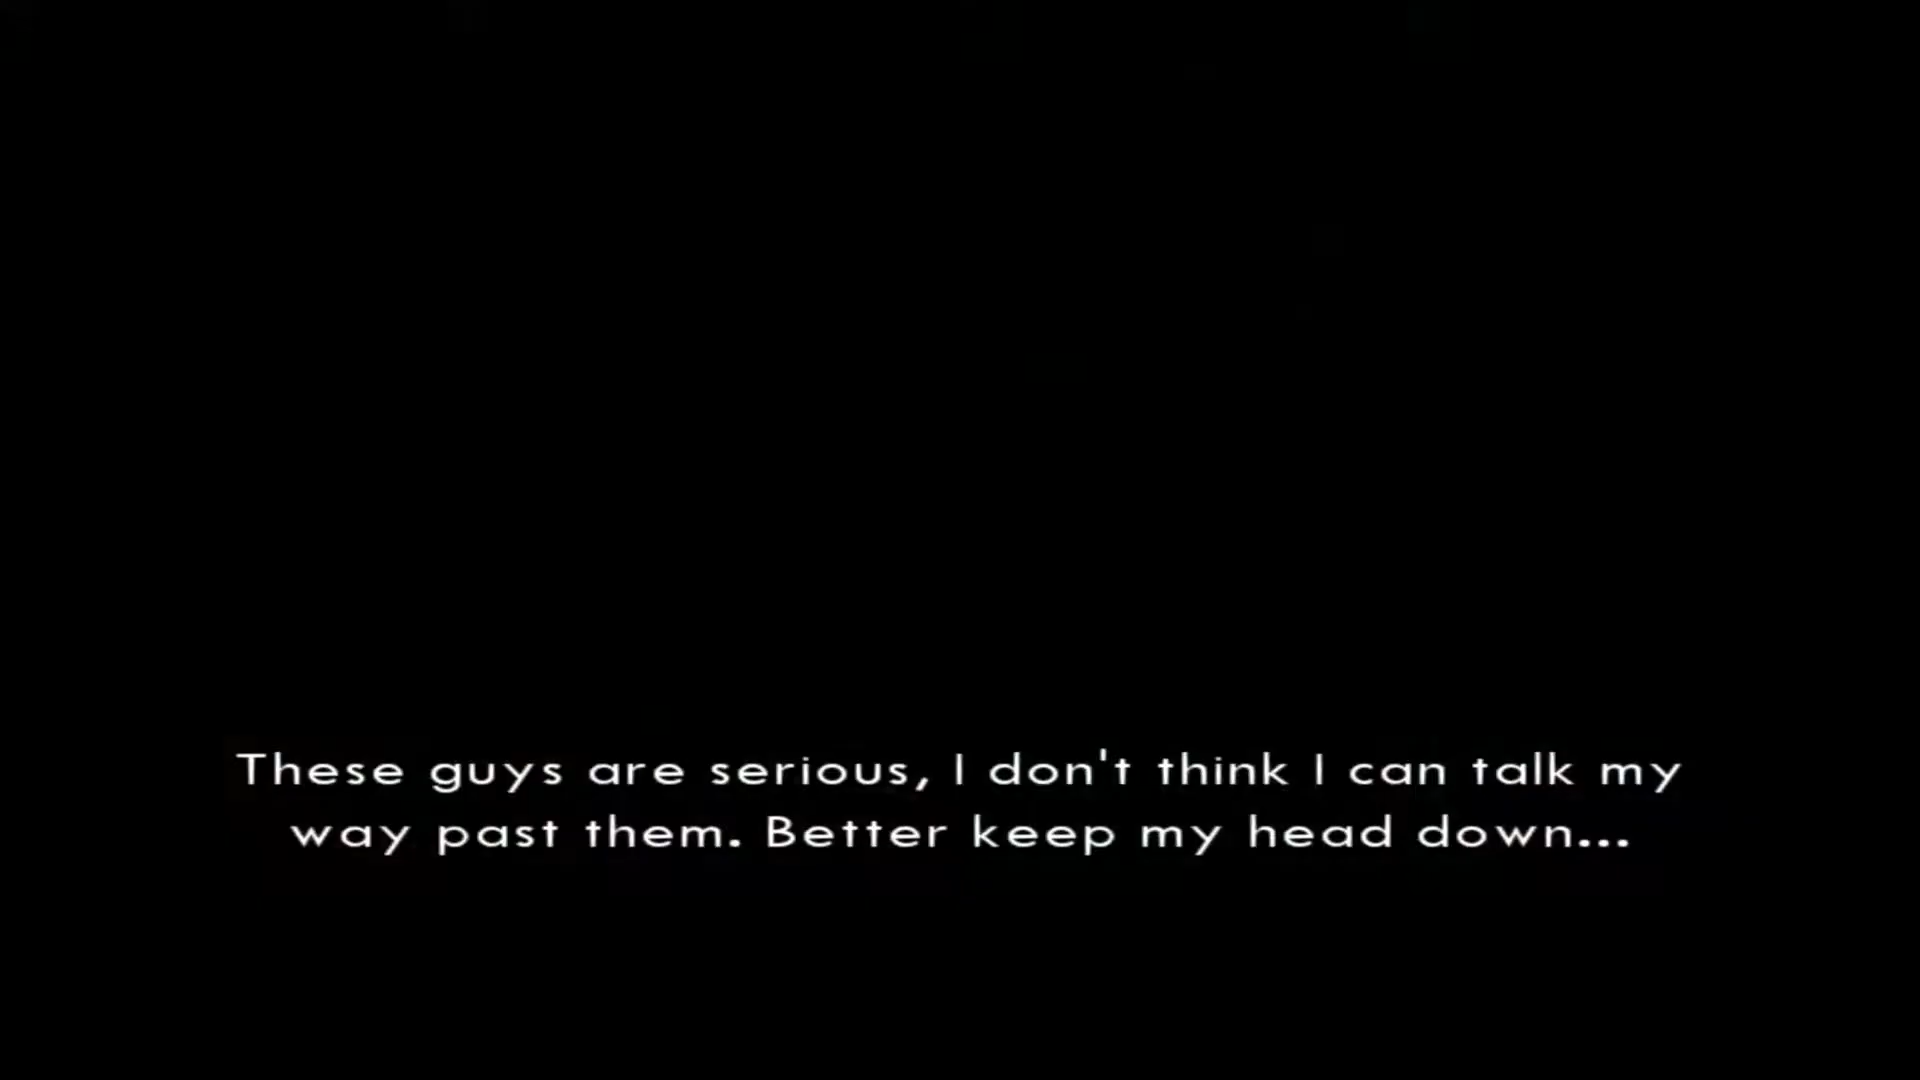 These guys are serious, I don't think I can talk my
way past them. Better keep my head down...